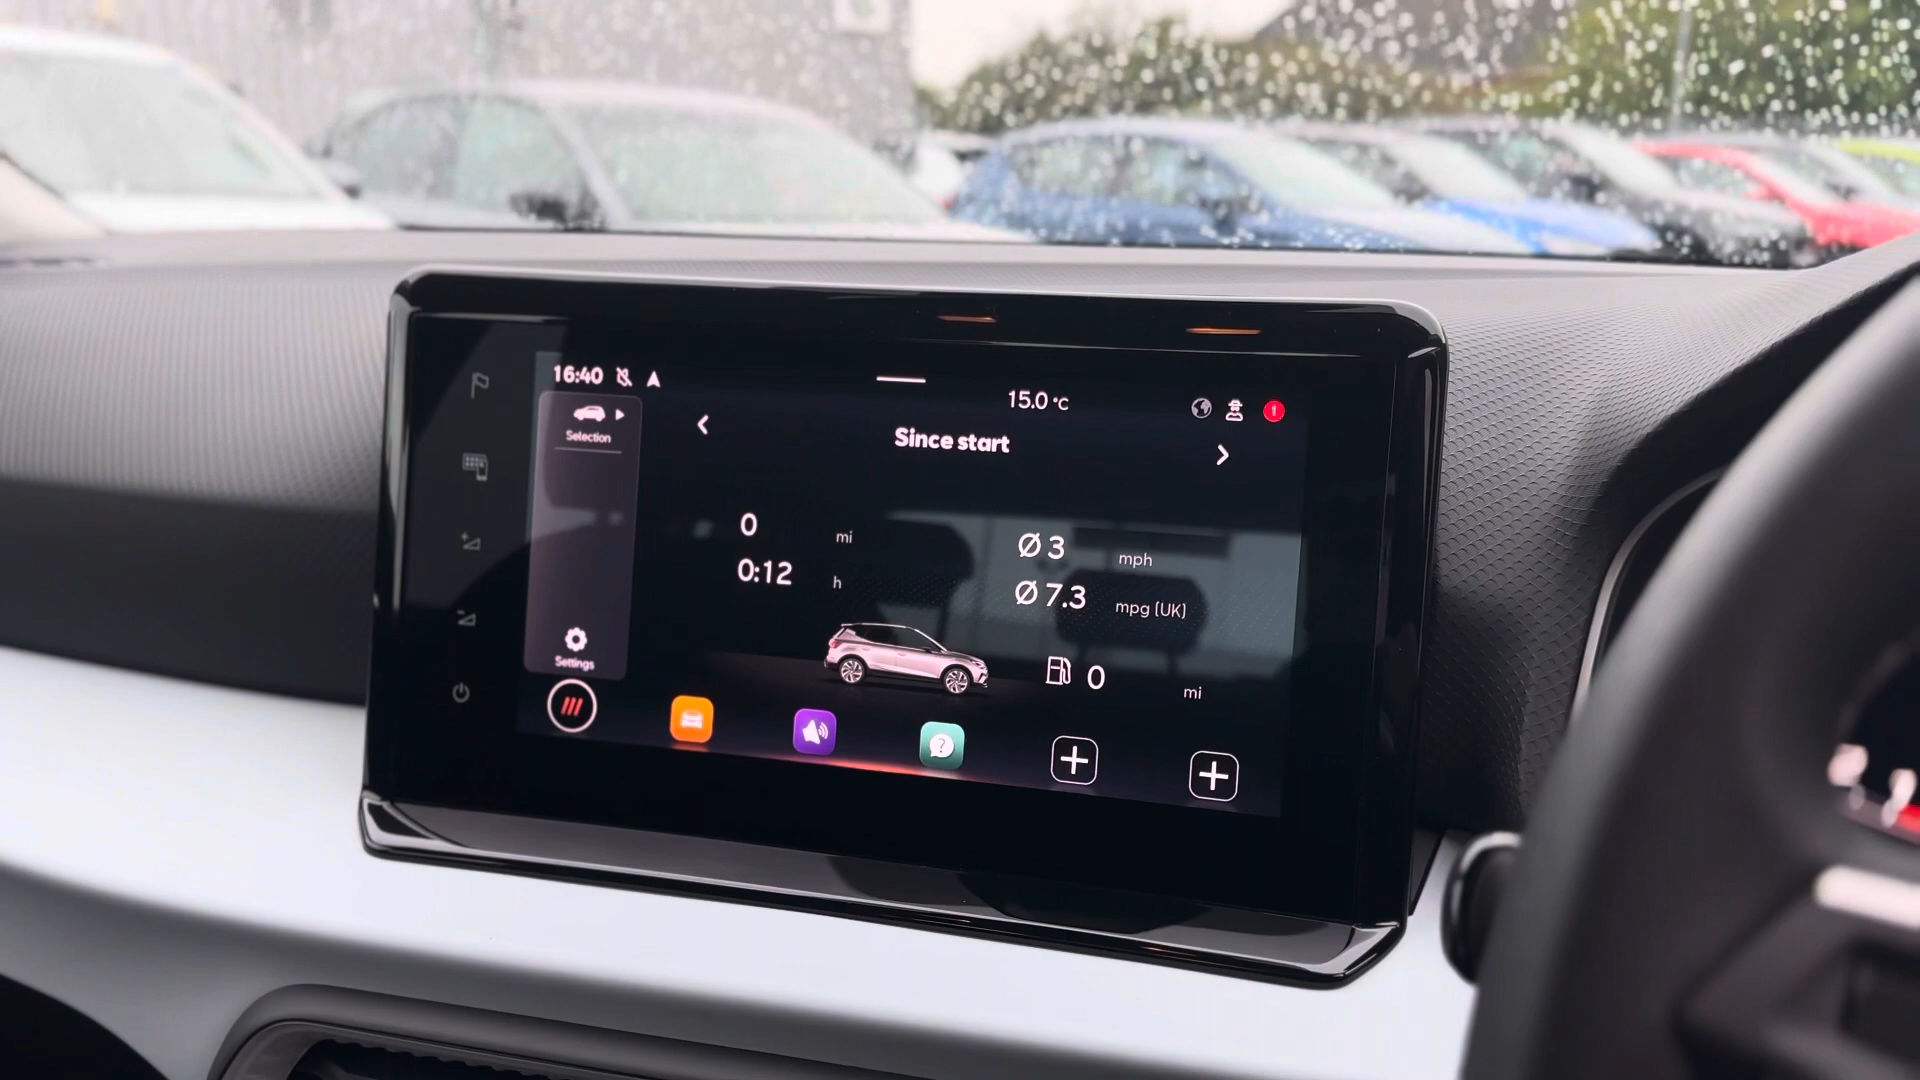 16:40
15.0 °C
1
Selection
Since start
0 mi
Ø 3 mph
0:12 h
Ø 7.3 mpg (UK)
0 mi
Settings
?